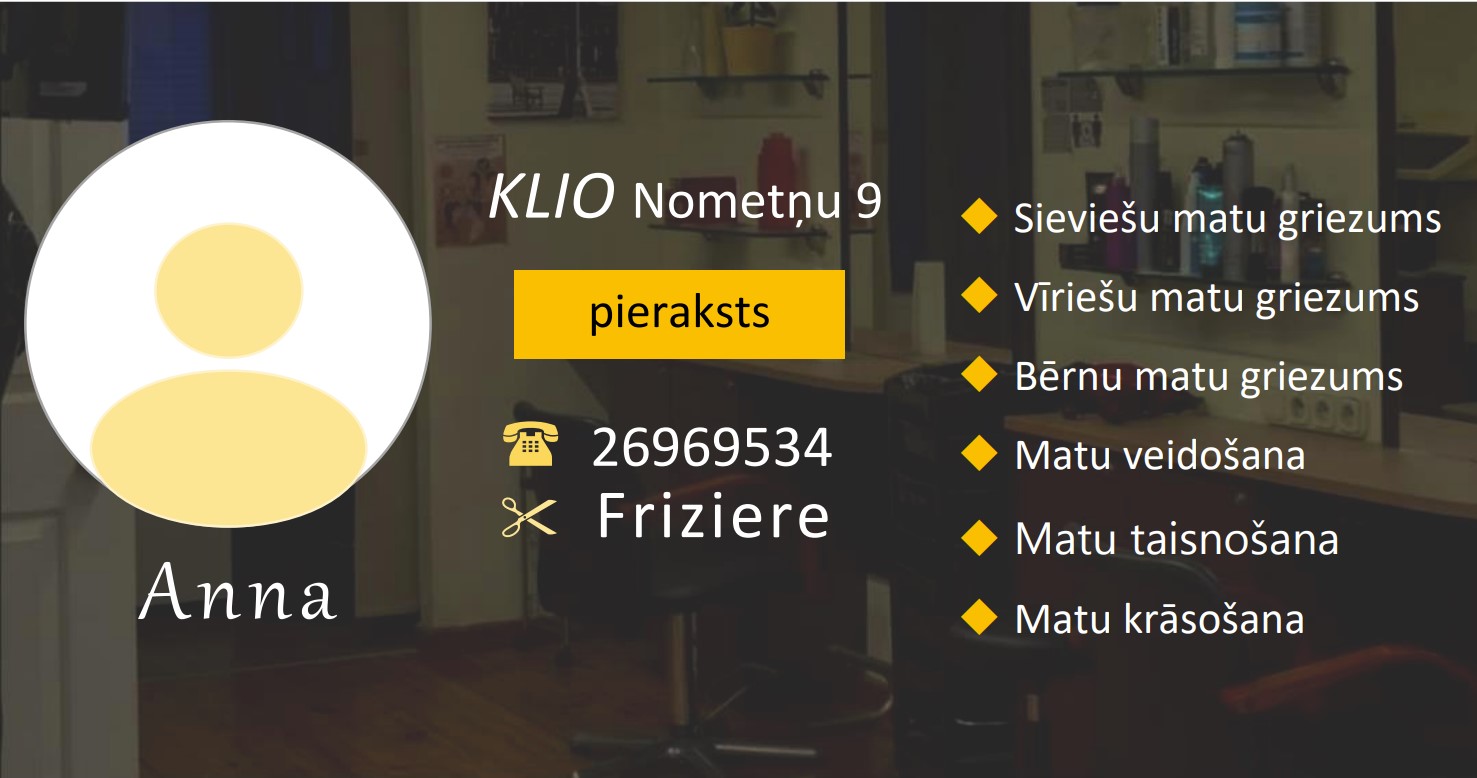 KLIO Nometņu 9
pieraksts
26969534
Friziere
Anna
Sieviešu matu griezums
Vīriešu matu griezums
Bērnu matu griezums
Matu veidošana
Matu taisnošana
Matu krāsošana